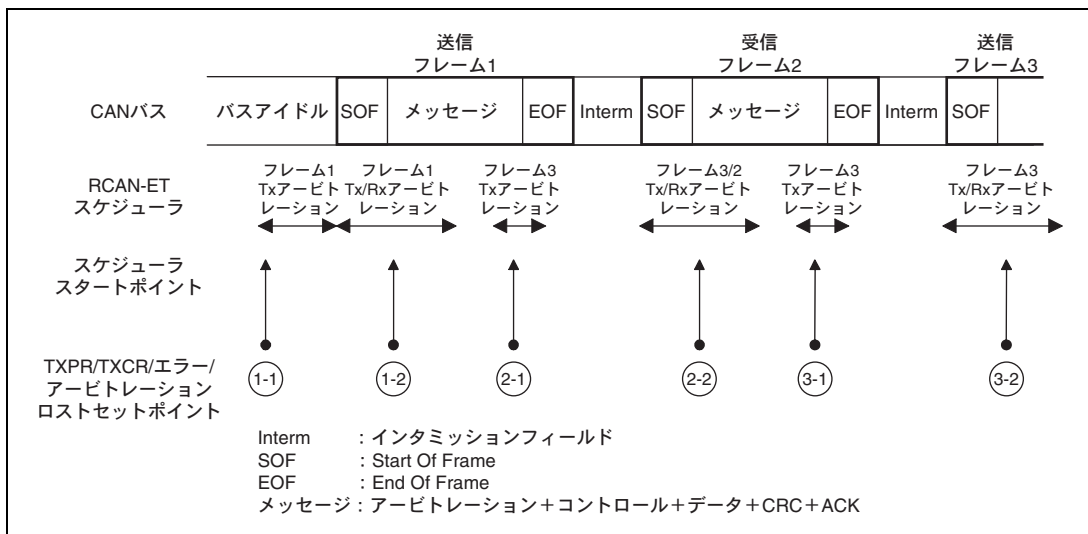 送信
フレーム1
受信
フレーム2
送信
フレーム3
CANバス
バスアイドル
SOF
メッセージ
EOF
Interm
SOF
メッセージ
EOF
Interm
SOF
RCAN-ET
スケジューラ
フレーム1
Txアービト
レーション
フレーム1
Tx/Rxアービト
レーション
フレーム3
Txアービト
レーション
フレーム3/2
Tx/Rxアービト
レーション
フレーム3
Txアービト
レーション
フレーム3
Tx/Rxアービト
レーション
スケジューラ
スタートポイント
TXPR/TXCR/エラー/
アービトレーション
ロストセットポイント
1-1
1-2
2-1
2-2
3-1
3-2
Interm : インタミッションフィールド
SOF : Start Of Frame
EOF : End Of Frame
メッセージ : アービトレーション+コントロール+データ+CRC+ACK